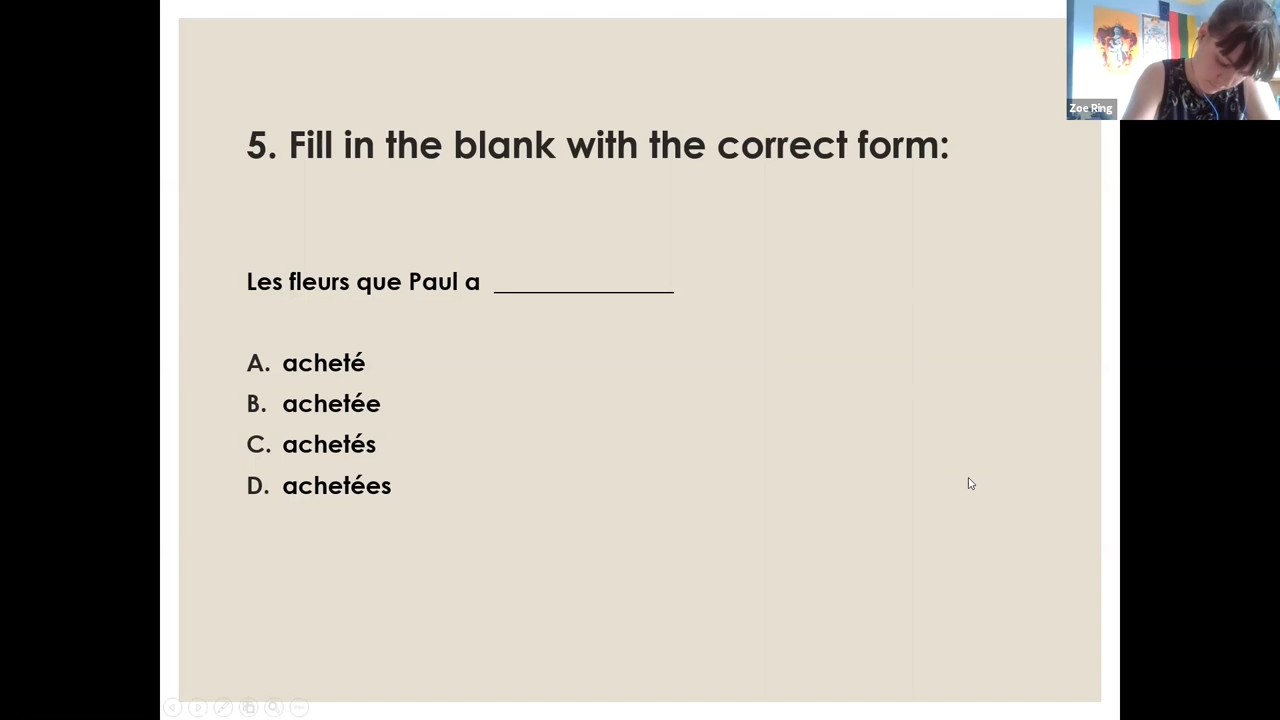 Zoe Ring
5. Fill in the blank with the correct form:
Les fleurs que Paul a _______________
A. acheté
B. achetée
C. achetés
D. achetées